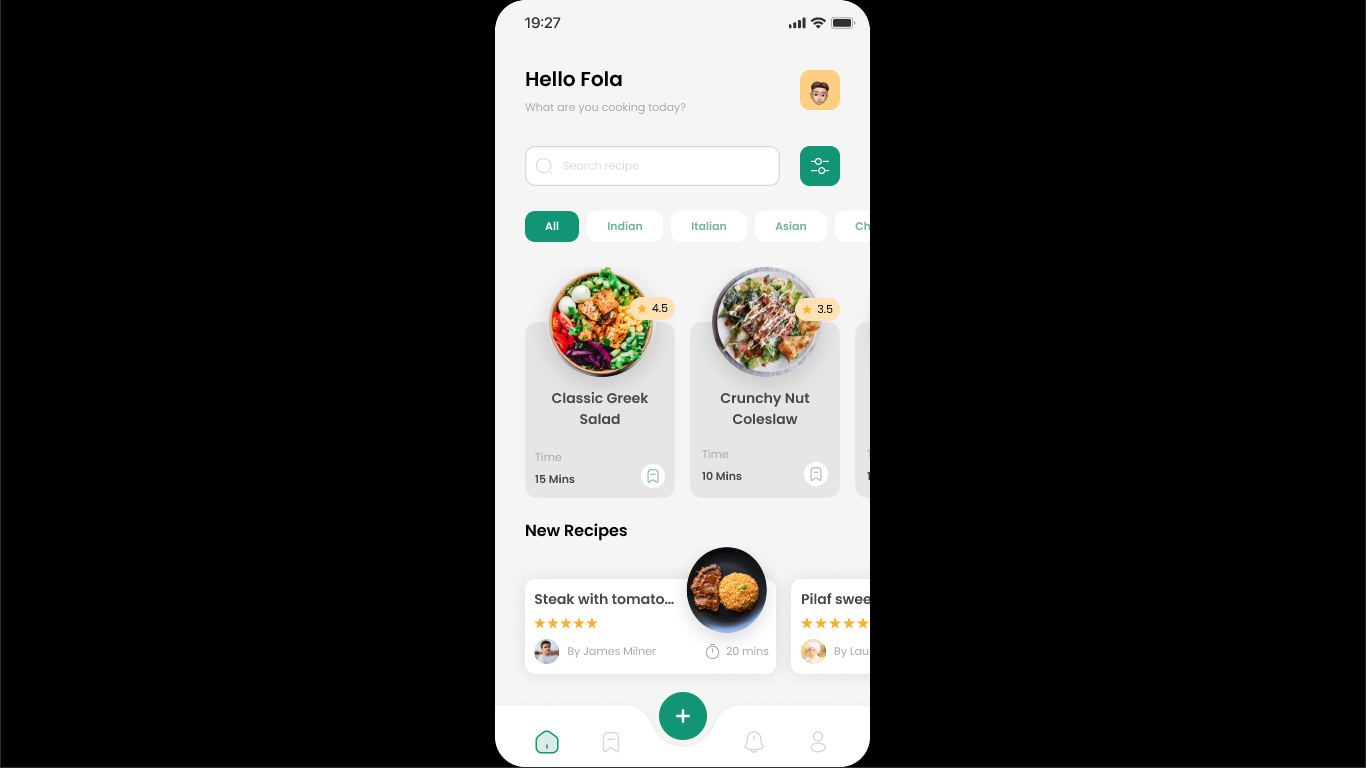 19:27
Hello Fola
What are you cooking today?
Search recipe
All
Indian
Italian
Asian
Ch
4.5
3.5
Classic Greek
Salad
Crunchy Nut
Coleslaw
Time
15 Mins
Time
10 Mins
New Recipes
Steak with tomato...
By James Milner
20 mins
Pilaf swee
By Lau